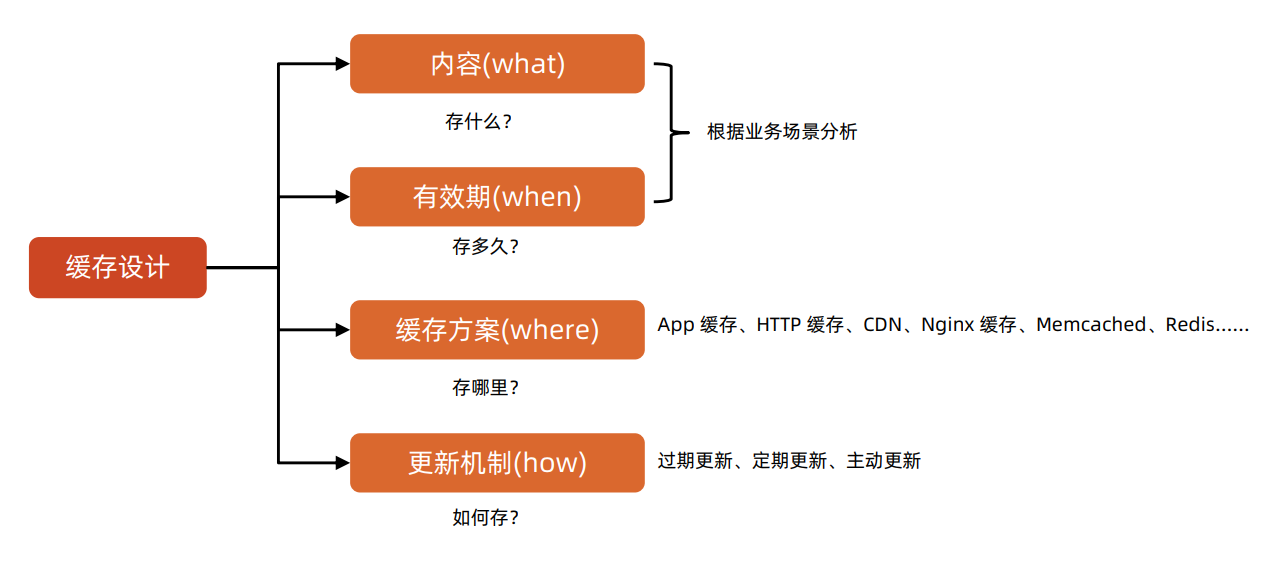 内容(what)
存什么？
根据业务场景分析
有效期(when)
存多久？
缓存设计
缓存方案(where)
App 缓存、HTTP 缓存、CDN、Nginx 缓存、Memcached、Redis......
存哪里？
更新机制(how)
过期更新、定期更新、主动更新
如何存？